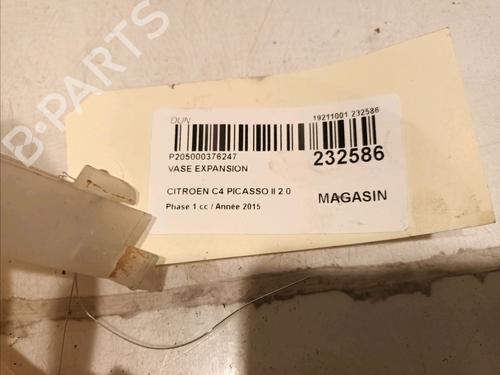 B-PARTS
DUN
19211001 232586
P205000376247
232586
VASE EXPANSION
CITROEN C4 PICASSO II 2.0
Phase 1 cc / Année 2015
MAGASIN